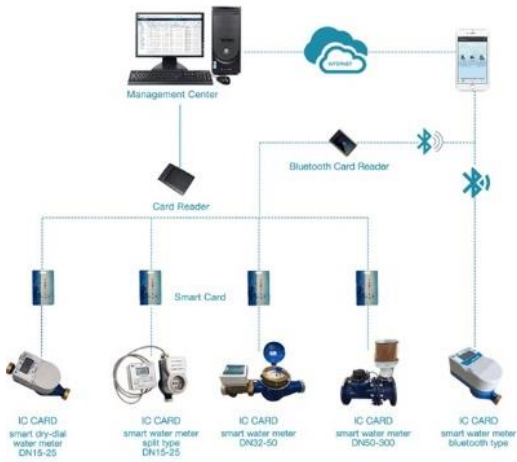 INTERNET
Management Center
Bluetooth Card Reader
Card Reader
Smart Card
IC CARD
smart dry-dial
water meter
DN15-25
IC CARD
smart water meter
split type
DN15-25
IC CARD
smart water meter
DN32-50
IC CARD
smart water meter
DN50-300
IC CARD
smart water meter
bluetooth type